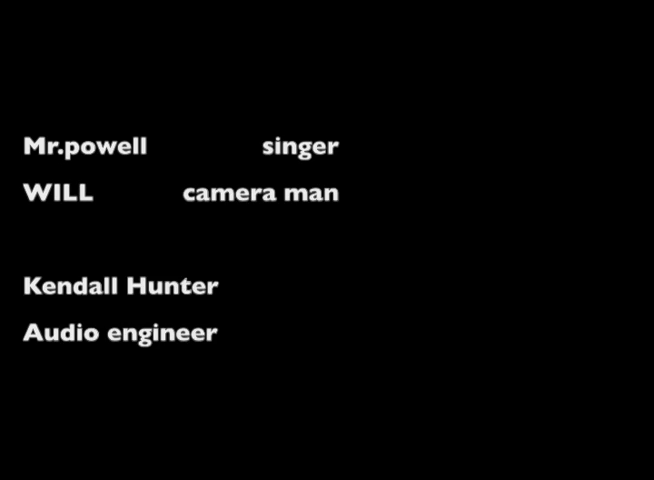 Mr.powell singer
WILL camera man
Kendall Hunter
Audio engineer